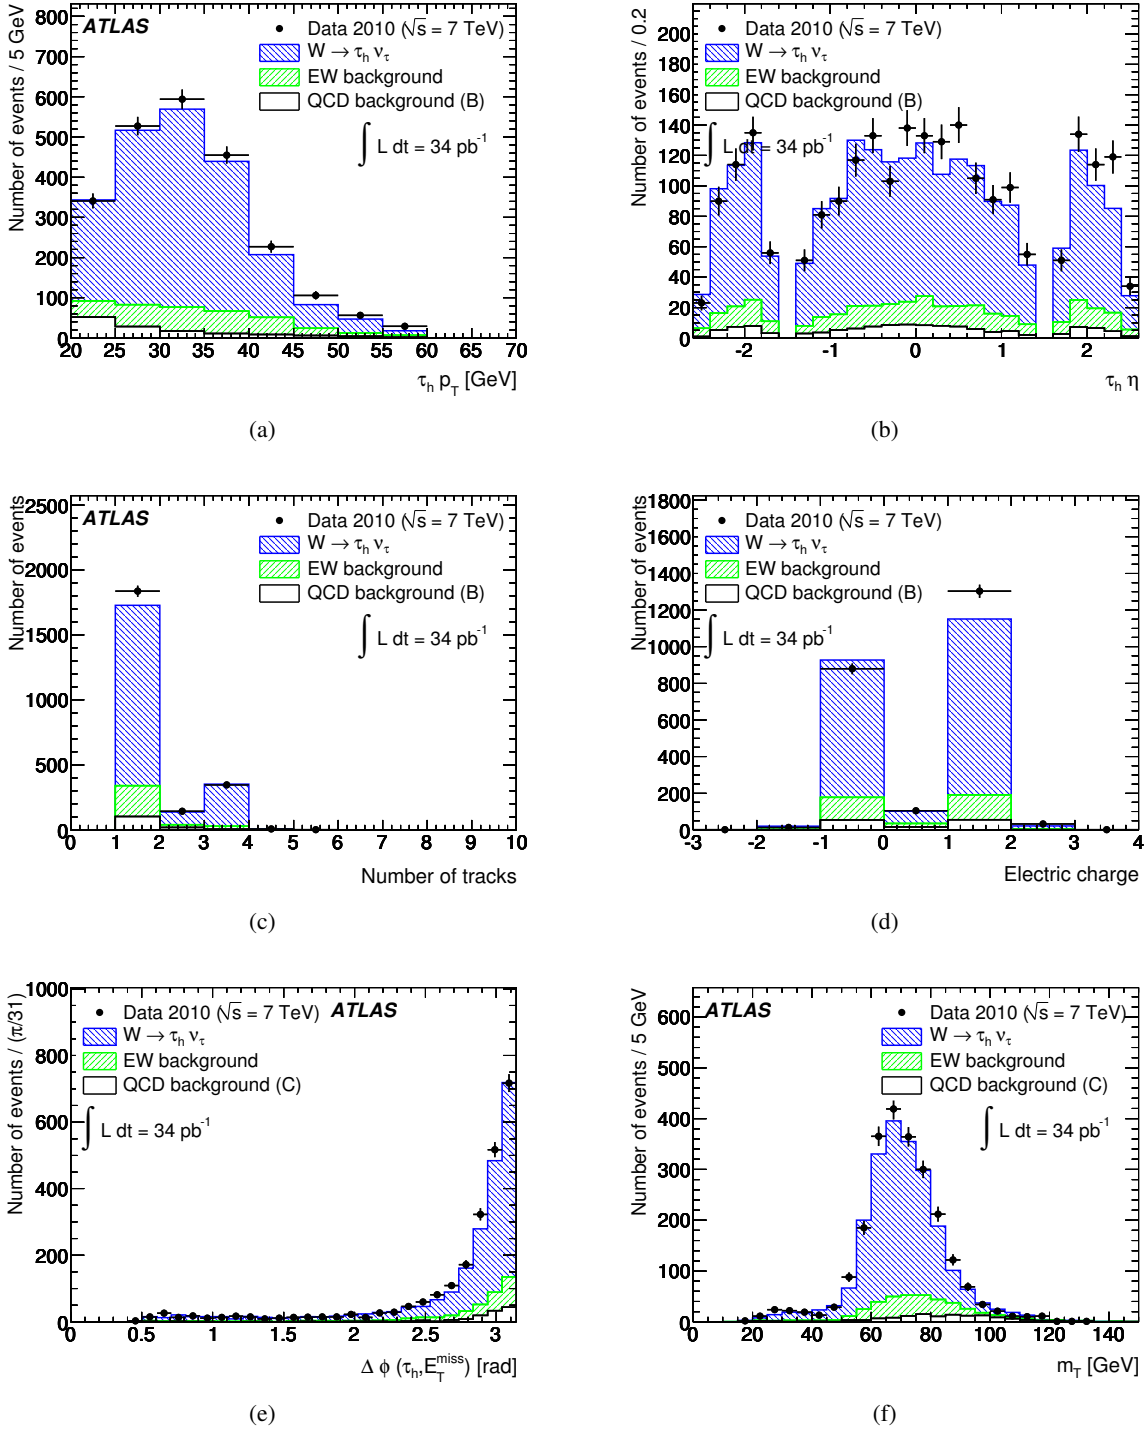 Number of events / 5 GeV
800
700
600
500
400
300
200
100
0
ATLAS
Data 2010 (√s = 7 TeV)
W → τh ντ
EW background
QCD background (B)
∫ L dt = 34 pb-1
20 25 30 35 40 45 50 55 60 65 70
τh pT [GeV]
(a)
Number of events / 0.2
220
200
180
160
140
120
100
80
60
40
20
0
Data 2010 (√s = 7 TeV)
W → τh ντ
EW background
QCD background (B)
∫ L dt = 34 pb-1
-2 -1 0 1 2
τh η
(b)
Number of events
2500
2000
1500
1000
500
0
ATLAS
Data 2010 (√s = 7 TeV)
W → τh ντ
EW background
QCD background (B)
∫ L dt = 34 pb-1
0 1 2 3 4 5 6 7 8 9 10
Number of tracks
(c)
Number of events
1800
1600
1400
1200
1000
800
600
400
200
0
Data 2010 (√s = 7 TeV)
W → τh ντ
EW background
QCD background (B)
∫ L dt = 34 pb-1
-3 -2 -1 0 1 2 3 4
Electric charge
(d)
Number of events / (π/31)
1000
800
600
400
200
0
Data 2010 (√s = 7 TeV) ATLAS
W → τh ντ
EW background
QCD background (C)
∫ L dt = 34 pb-1
0 0.5 1 1.5 2 2.5 3
Δ φ (τh,ETmiss) [rad]
(e)
Number of events / 5 GeV
600
500
400
300
200
100
0
ATLAS
Data 2010 (√s = 7 TeV)
W → τh ντ
EW background
QCD background (C)
∫ L dt = 34 pb-1
0 20 40 60 80 100 120 140
mT [GeV]
(f)